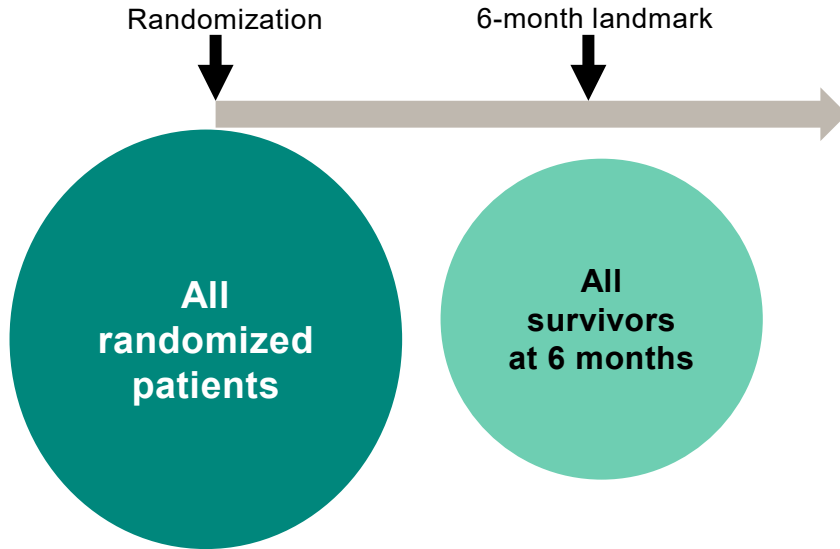 Randomization
6-month landmark
All
randomized
patients
All
survivors
at 6 months